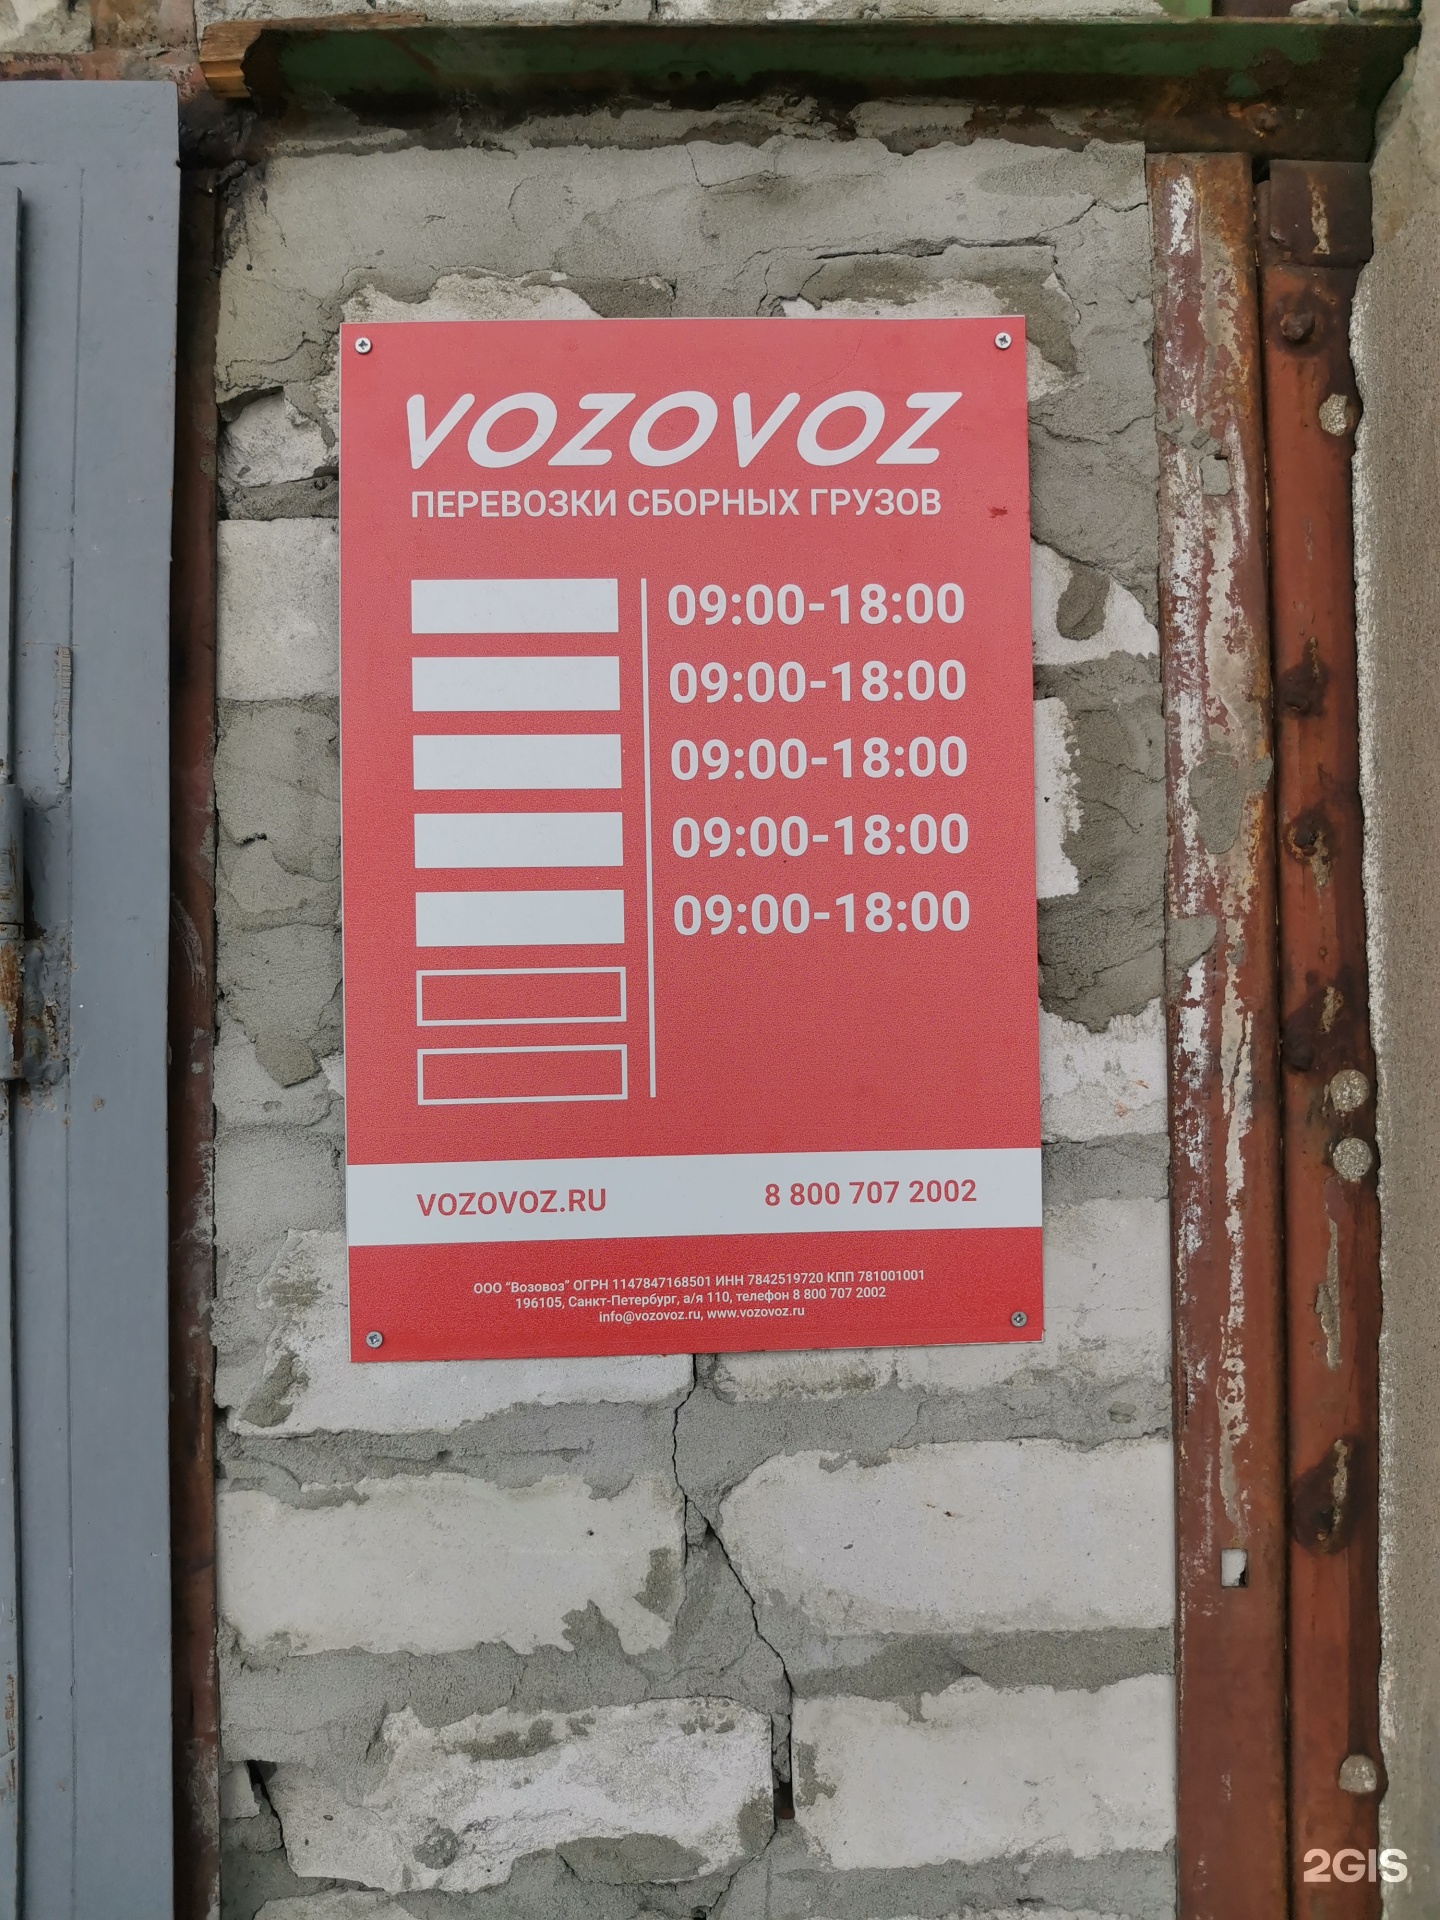 VOZOVOZ
ПЕРЕВОЗКИ СБОРНЫХ ГРУЗОВ
09:00-18:00
09:00-18:00
09:00-18:00
09:00-18:00
09:00-18:00
VOZOVOZ.RU 8 800 707 2002
ООО "Возовоз" ОГРН 1147847168501 ИНН 7842519720 КПП 781001001
196105, Санкт-Петербург, а/я 110, телефон 8 800 707 2002
info@vozovoz.ru, www.vozovoz.ru
2GIS